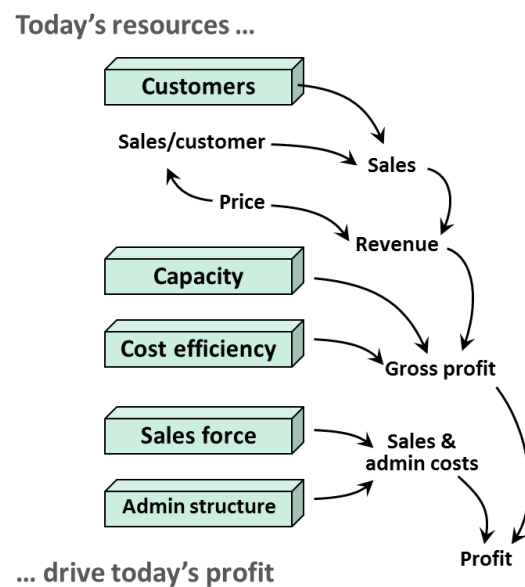 Today's resources ...
Customers
Sales/customer
Sales
Price
Revenue
Capacity
Cost efficiency
Gross profit
Sales force
Sales &
admin costs
Admin structure
Profit
... drive today's profit